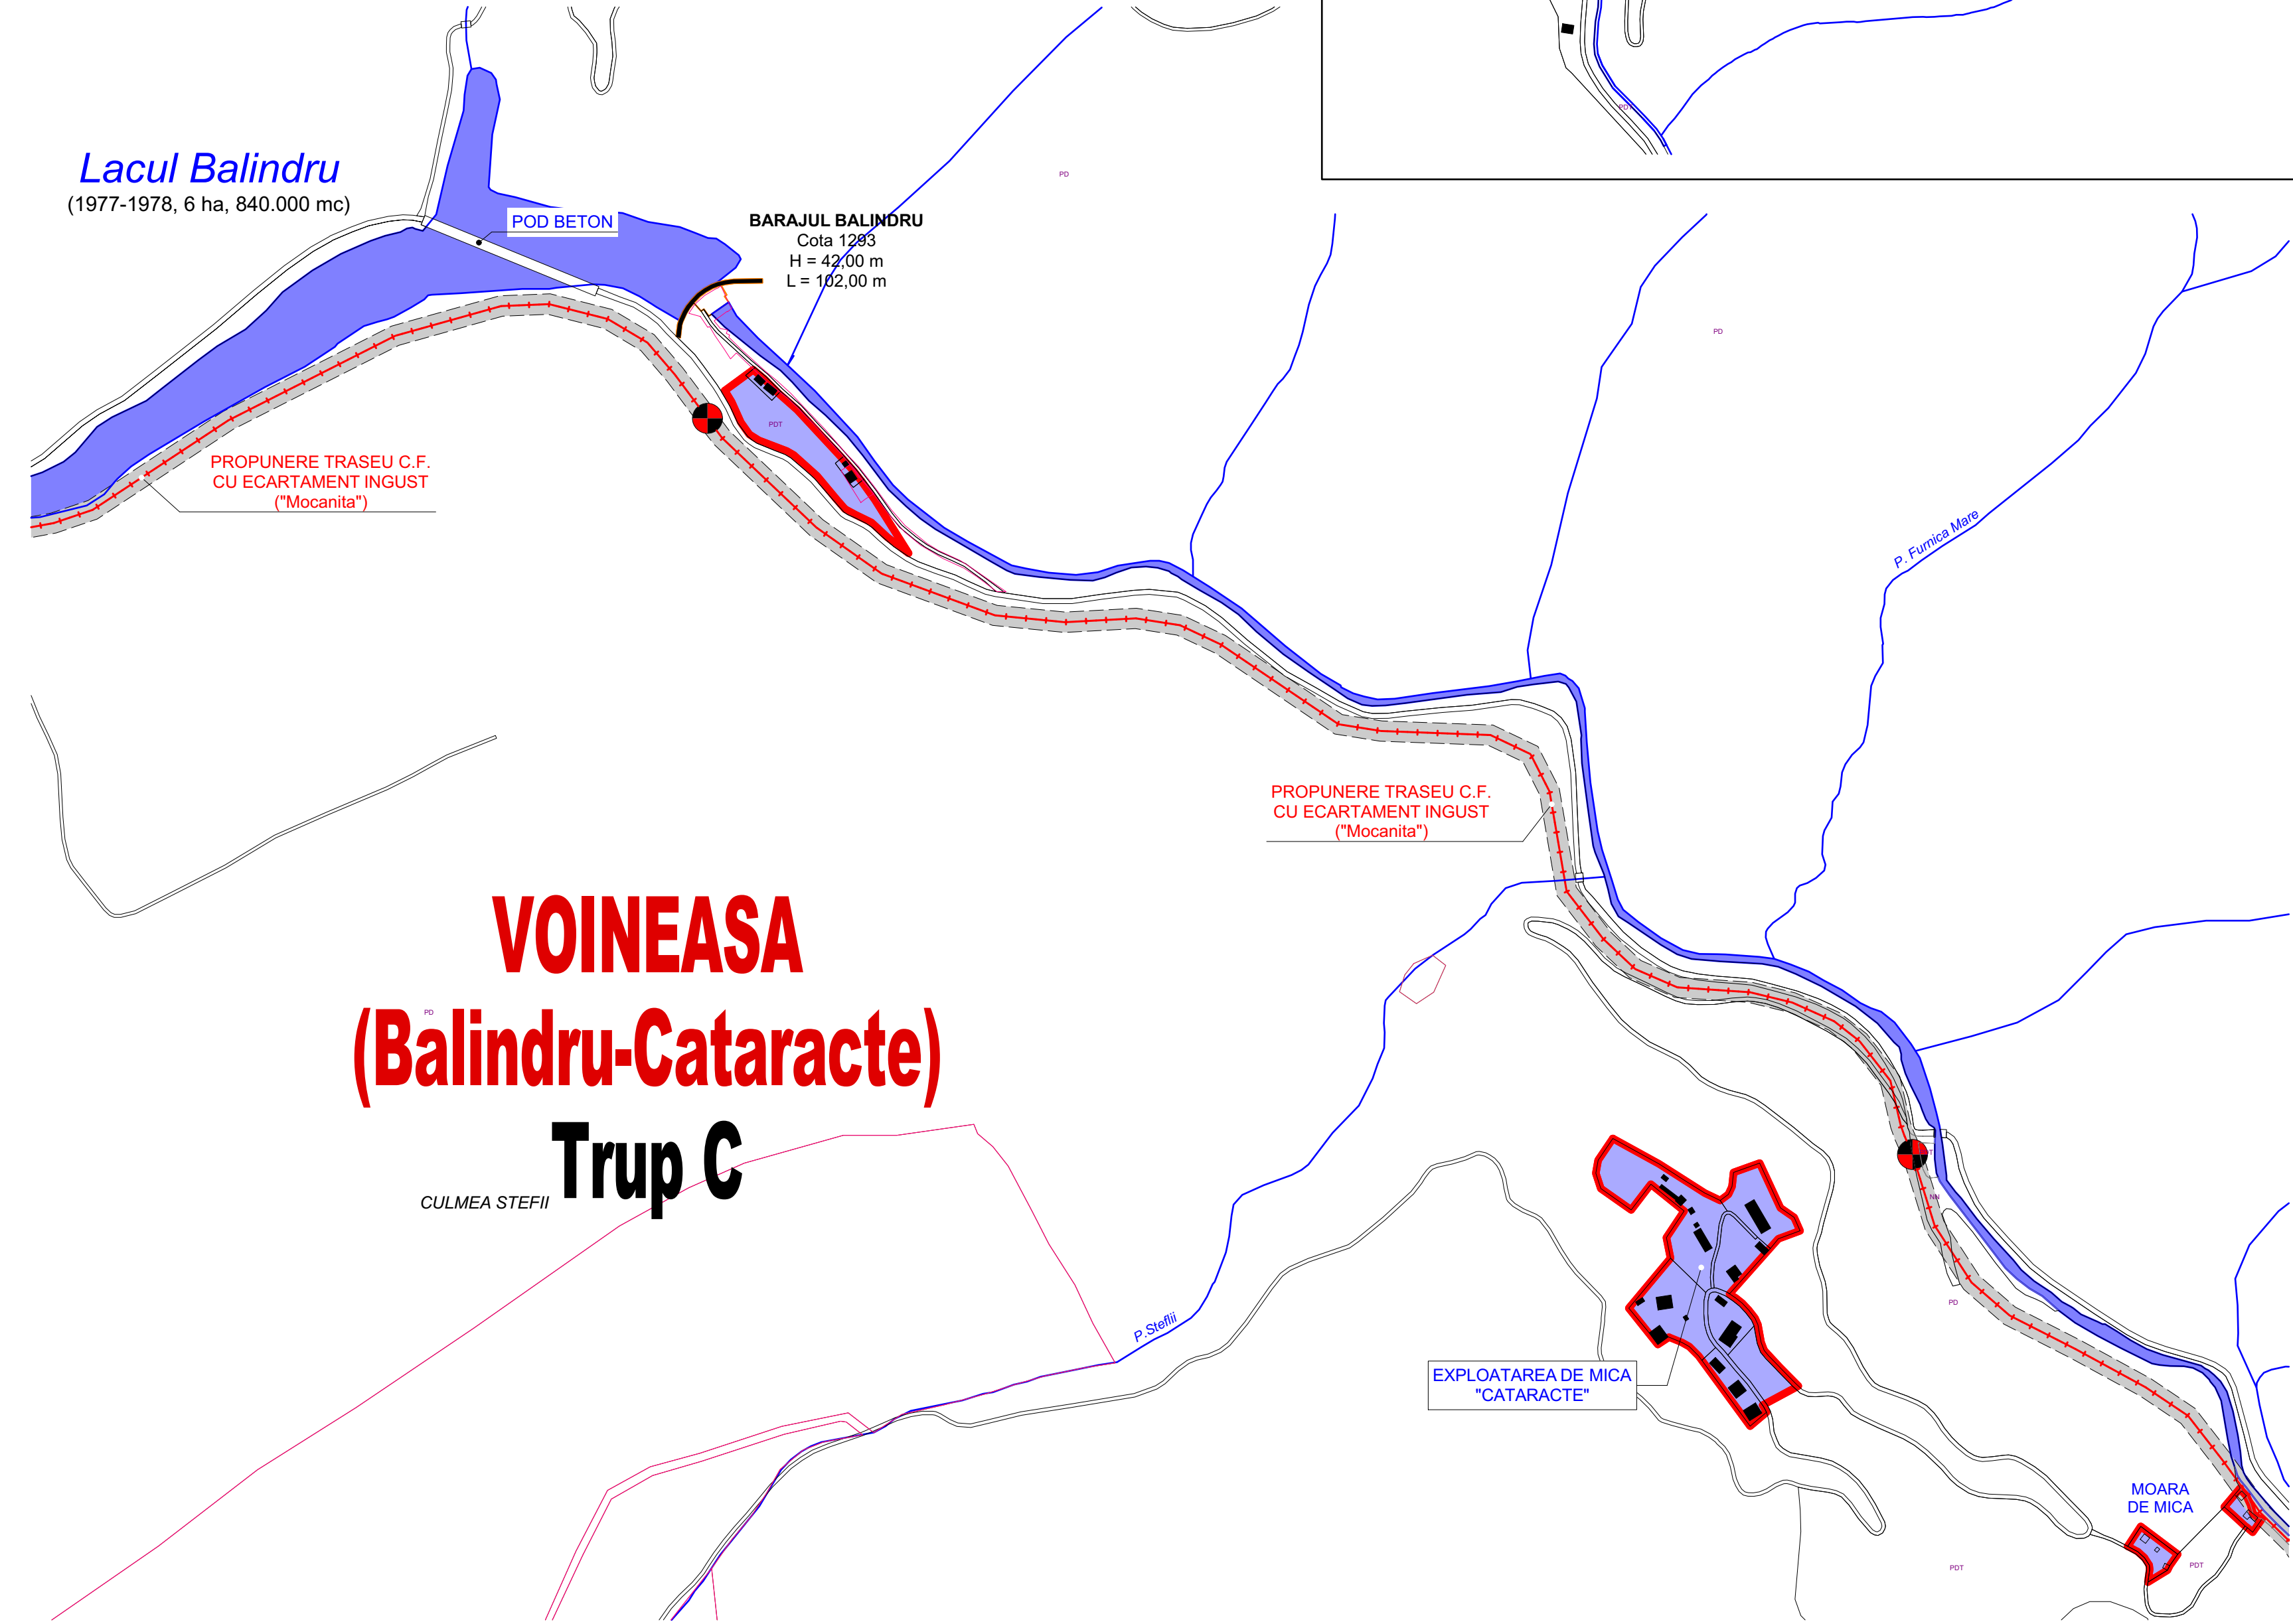 PDT
PD
Lacul Balindru
(1977-1978, 6 ha, 840.000 mc)
POD BETON
BARAJUL BALINDRU
Cota 1293
H = 42,00 m
L = 102,00 m
PD
PDT
PROPUNERE TRASEU C.F.
CU ECARTAMENT INGUST
("Mocanita")
P. Furnica Mare
PROPUNERE TRASEU C.F.
CU ECARTAMENT INGUST
("Mocanita")
VOINEASA
PD
(Balindru-Cataracte)
Trup C
CULMEA STEFII
NN
PD
P.Steflii
EXPLOATAREA DE MICA
"CATARACTE"
MOARA
DE MICA
PDT
PDT